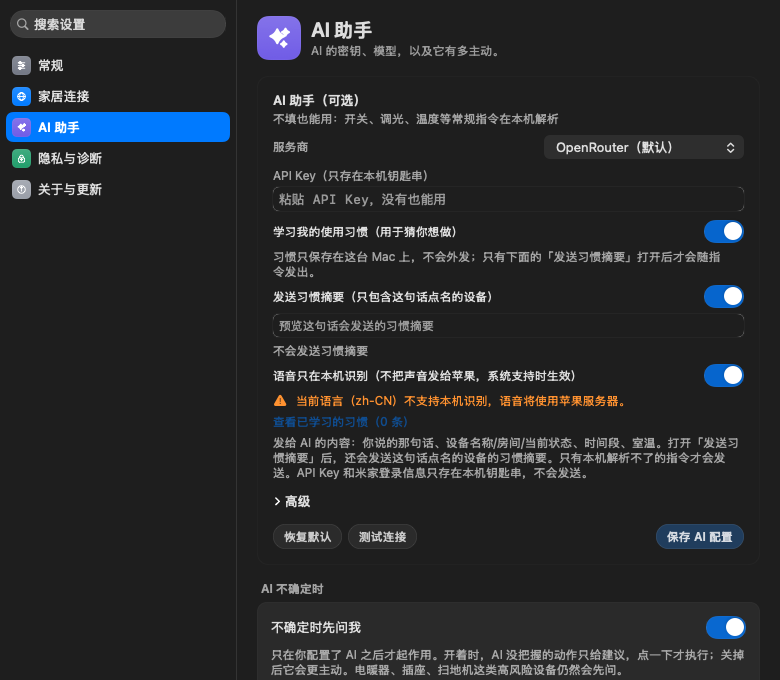 搜索设置
常规
家居连接
AI 助手
隐私与诊断
关于与更新
AI 助手
AI 的密钥、模型，以及它有多主动。
AI 助手（可选）
不填也能用：开关、调光、温度等常规指令在本机解析
服务商
OpenRouter（默认）
API Key（只存在本机钥匙串）
粘贴 API Key，没有也能用
学习我的使用习惯（用于猜你想做）
习惯只保存在这台 Mac 上，不会外发；只有下面的「发送习惯摘要」打开后才会随指
令发出。
发送习惯摘要（只包含这句话点名的设备）
预览这句话会发送的习惯摘要
不会发送习惯摘要
语音只在本机识别（不把声音发给苹果，系统支持时生效）
当前语言（zh-CN）不支持本机识别，语音将使用苹果服务器。
查看已学习的习惯（0 条）
发给 AI 的内容：你说的那句话、设备名称/房间/当前状态、时间段、室温。打开「发送习
惯摘要」后，还会发送这句话点名的设备的习惯摘要。只有本机解析不了的指令才会发
送。API Key 和米家登录信息只存在本机钥匙串，不会发送。
高级
恢复默认
测试连接
保存 AI 配置
AI 不确定时
不确定时先问我
只在你配置了 AI 之后才起作用。开着时，AI 没把握的动作只给建议，点一下才执行；关掉
后它会更主动。电暖器、插座、扫地机这类高风险设备仍然会先问。